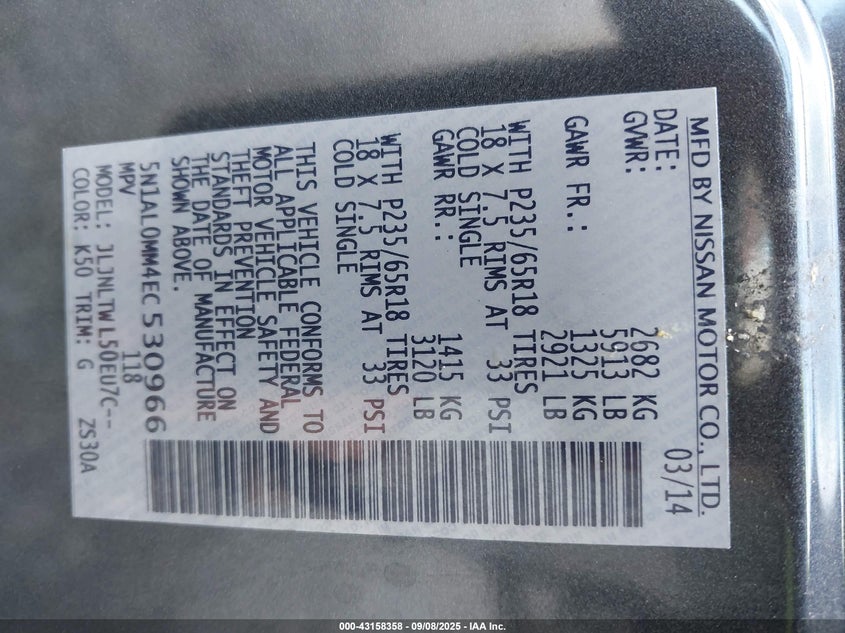 MFD BY NISSAN MOTOR CO., LTD.
DATE: 03/14
GVWR: 2682 KG
5913 LB
GAWR FR.: 1325 KG
2921 LB
WITH P235/65R18 TIRES
18 X 7.5 RIMS AT 33 PSI
COLD SINGLE
GAWR RR.: 1415 KG
3120 LB
WITH P235/65R18 TIRES
18 X 7.5 RIMS AT 33 PSI
COLD SINGLE
THIS VEHICLE CONFORMS TO
ALL APPLICABLE FEDERAL
MOTOR VEHICLE SAFETY AND
THEFT PREVENTION
STANDARDS IN EFFECT ON
THE DATE OF MANUFACTURE
SHOWN ABOVE.
5N1AL0MM4EC530966
MPV 118
MODEL: JLJNLTW L50EU7C--
COLOR: K50 TRIM: G ZS30A
000-43158358 - 09/08/2025 - IAA Inc.